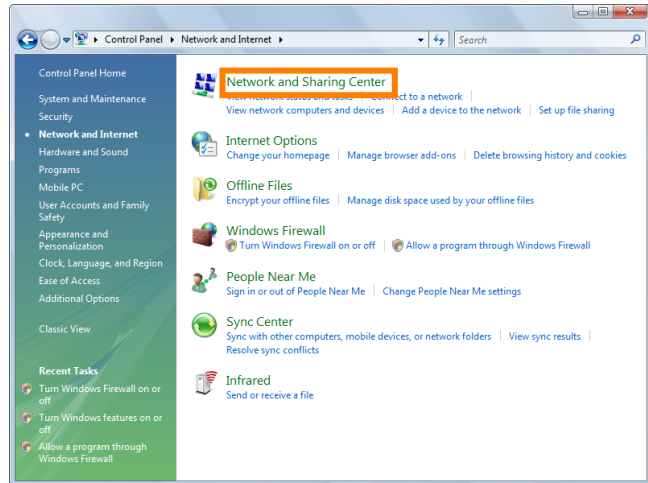 Control Panel Network and Internet Search
Control Panel Home
System and Maintenance
Security
Network and Internet
Hardware and Sound
Programs
Mobile PC
User Accounts and Family
Safety
Appearance and
Personalization
Clock, Language, and Region
Ease of Access
Additional Options
Classic View
Recent Tasks
Turn Windows Firewall on or
off
Turn Windows features on or
off
Allow a program through
Windows Firewall
Network and Sharing Center
View network status and tasks Connect to a network
View network computers and devices Add a device to the network Set up file sharing
Internet Options
Change your homepage Manage browser add-ons Delete browsing history and cookies
Offline Files
Encrypt your offline files Manage disk space used by your offline files
Windows Firewall
Turn Windows Firewall on or off Allow a program through Windows Firewall
People Near Me
Sign in or out of People Near Me Change People Near Me settings
Sync Center
Sync with other computers, mobile devices, or network folders View sync results
Resolve sync conflicts
Infrared
Send or receive a file